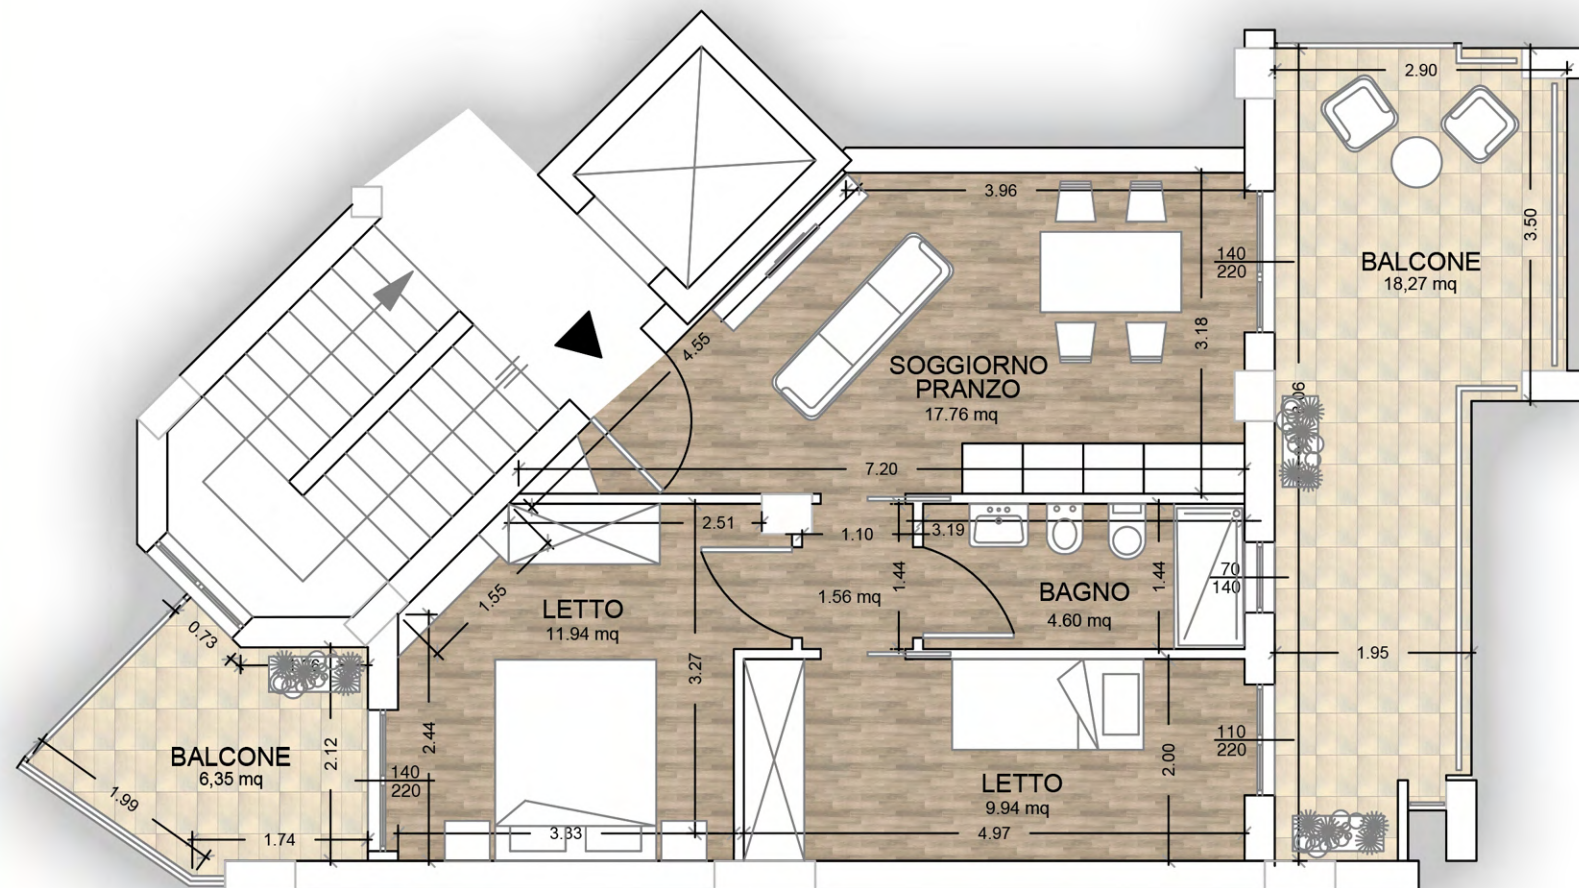 2.90
3.96
3.50
140
220
BALCONE
18,27 mq
4.55
3.18
SOGGIORNO
PRANZO
17.76 mq
7.20
2.51
1.10
3.19
1.44
1.44
70
140
1.55
LETTO
11.94 mq
1.56 mq
BAGNO
4.60 mq
0.73
3.27
1.95
2.44
2.12
BALCONE
6,35 mq
140
220
110
220
2.00
LETTO
9.94 mq
1.99
1.74
3.33
4.97